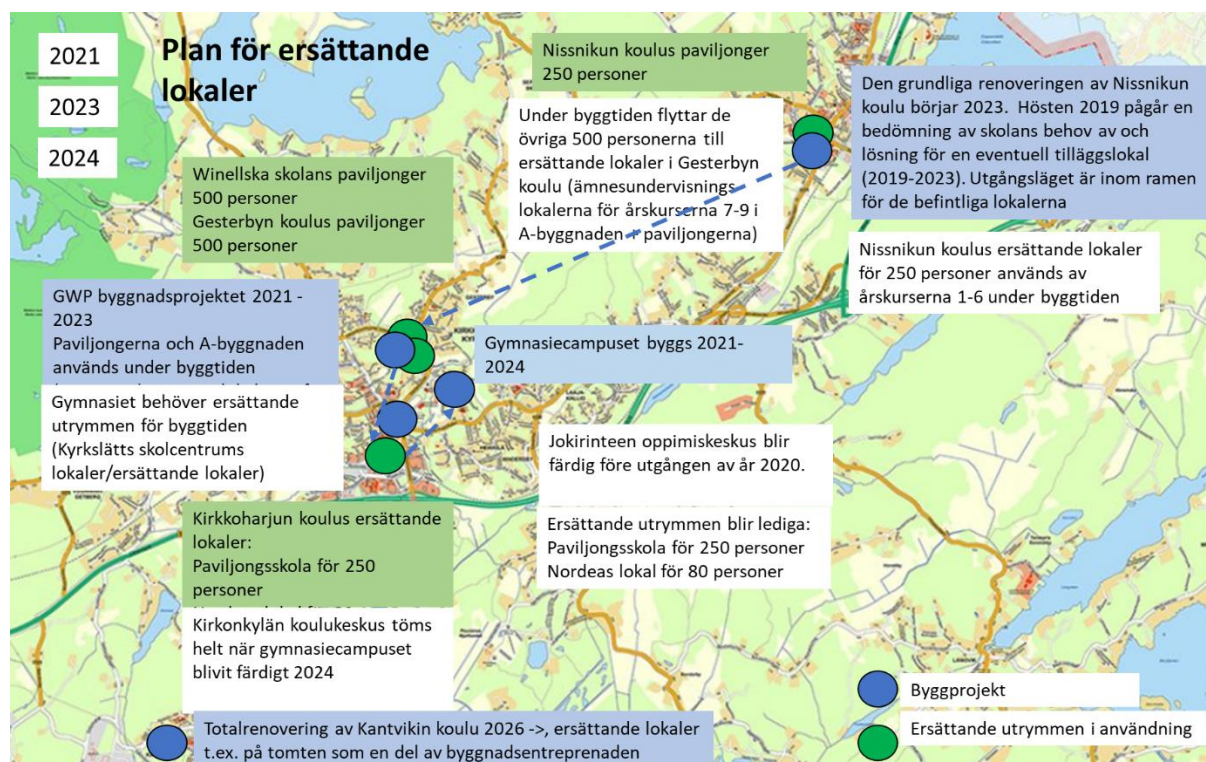 2021
2023
2024
Plan för ersättande
lokaler
Nissnikun koulus paviljonger
250 personer
Under byggtiden flyttar de
övriga 500 personerna till
ersättande lokaler i Gesterbyn
koulu (ämnesundervisnings
lokalerna för årskurserna 7-9 i
A-byggnaden + paviljongerna)
Den grundliga renoveringen av Nissnikun
koulu börjar 2023. Hösten 2019 pågår en
bedömning av skolans behov av och
lösning för en eventuell tilläggslokal
(2019-2023). Utgångsläget är inom ramen
för de befintliga lokalerna
Nissnikun koulus ersättande lokaler
för 250 personer används av
årskurserna 1-6 under byggtiden
Winellska skolans paviljonger
500 personer
Gesterbyn koulus paviljonger
500 personer
GWP byggnadsprojektet 2021 -
2023
Paviljongerna och A-byggnaden
används under byggtiden
Gymnasiet behöver ersättande
utrymmen för byggtiden
(Kyrkslätts skolcentrums
lokaler/ersättande lokaler)
Gymnasiecampuset byggs 2021-
2024
Jokirinteen oppimiskeskus blir
färdig före utgången av år 2020.
Ersättande utrymmen blir lediga:
Paviljongsskola för 250 personer
Nordeas lokal för 80 personer
Kirkkoharjun koulus ersättande
lokaler:
Paviljongsskola för 250
personer
Kirkonkylän koulukeskus töms
helt när gymnasiecampuset
blivit färdigt 2024
Totalrenovering av Kantvikin koulu 2026 ->, ersättande lokaler
t.ex. på tomten som en del av byggnadsentreprenaden
Byggprojekt
Ersättande utrymmen i användning